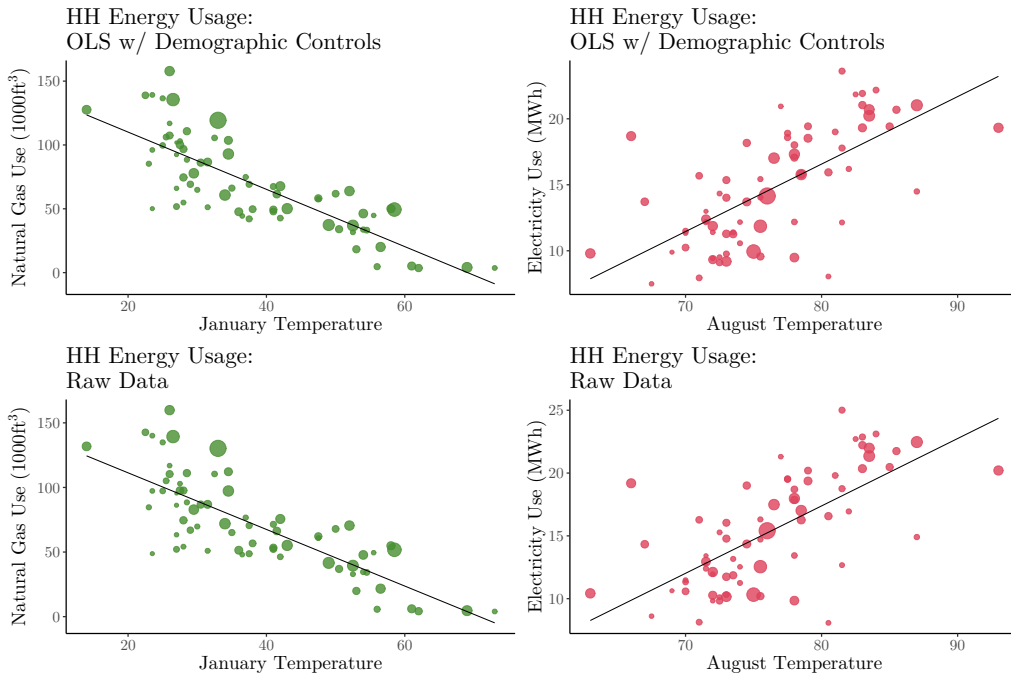 HH Energy Usage:
OLS w/ Demographic Controls
Natural Gas Use (1000ft³)
150
100
50
0
20
40
60
January Temperature
HH Energy Usage:
OLS w/ Demographic Controls
Electricity Use (MWh)
20
15
10
70
80
90
August Temperature
HH Energy Usage:
Raw Data
Natural Gas Use (1000ft³)
150
100
50
0
20
40
60
January Temperature
HH Energy Usage:
Raw Data
Electricity Use (MWh)
25
20
15
10
70
80
90
August Temperature